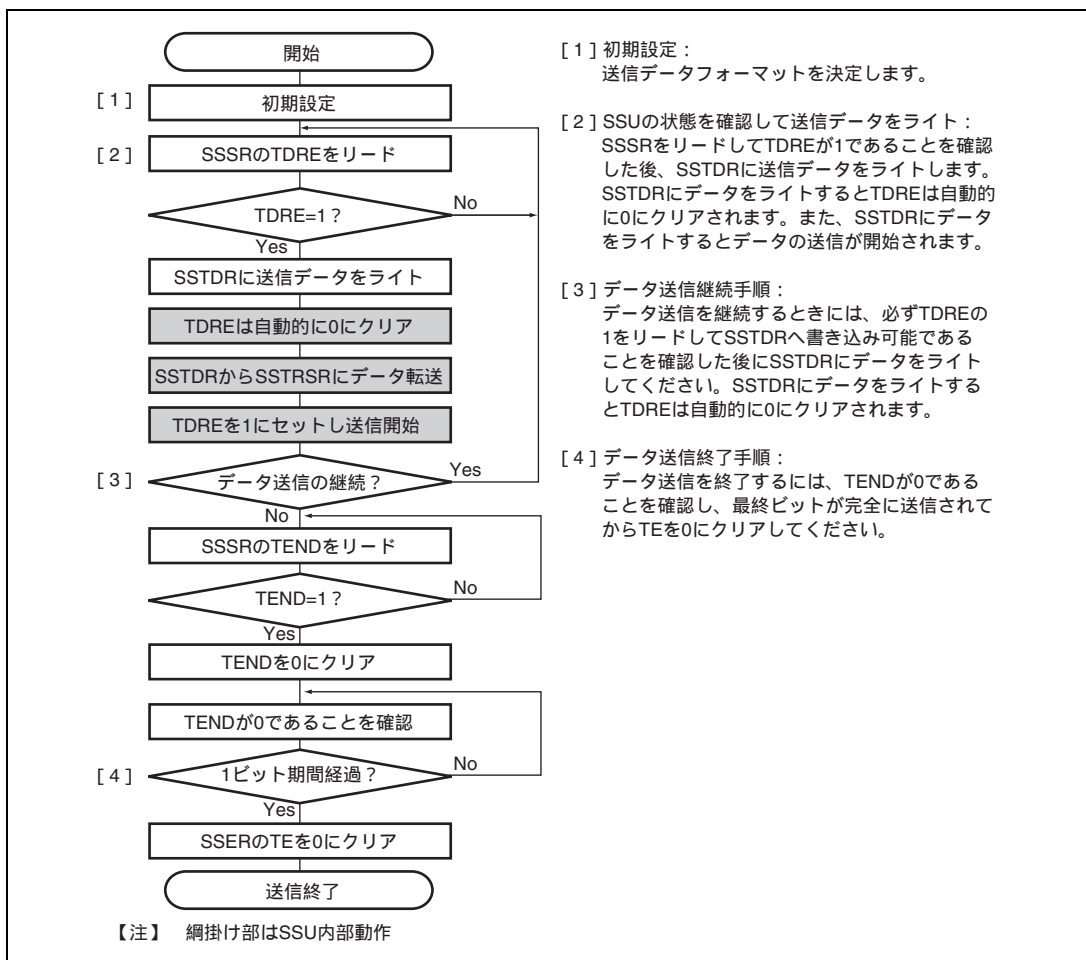 開始
[1] 初期設定
[2] SSSRのTDREをリード
TDRE=1？
No
Yes
SSTDRに送信データをライト
TDREは自動的に0にクリア
SSTDRからSSTRSRにデータ転送
TDREを1にセットし送信開始
[3] データ送信の継続？
Yes
No
SSSRのTENDをリード
TEND=1？
No
Yes
TENDを0にクリア
TENDが0であることを確認
[4] 1ビット期間経過？
No
Yes
SSERのTEを0にクリア
送信終了
【注】 綱掛け部はSSU内部動作
[1] 初期設定：
送信データフォーマットを決定します。
[2] SSUの状態を確認して送信データをライト：
SSSRをリードしてTDREが1であることを確認
した後、SSTDRに送信データをライトします。
SSTDRにデータをライトするとTDREは自動的
に0にクリアされます。また、SSTDRにデータ
をライトするとデータの送信が開始されます。
[3] データ送信継続手順：
データ送信を継続するときには、必ずTDREの
1をリードしてSSTDRへ書き込み可能である
ことを確認した後にSSTDRにデータをライト
してください。SSTDRにデータをライトする
とTDREは自動的に0にクリアされます。
[4] データ送信終了手順：
データ送信を終了するには、TENDが0である
ことを確認し、最終ビットが完全に送信されて
からTEを0にクリアしてください。